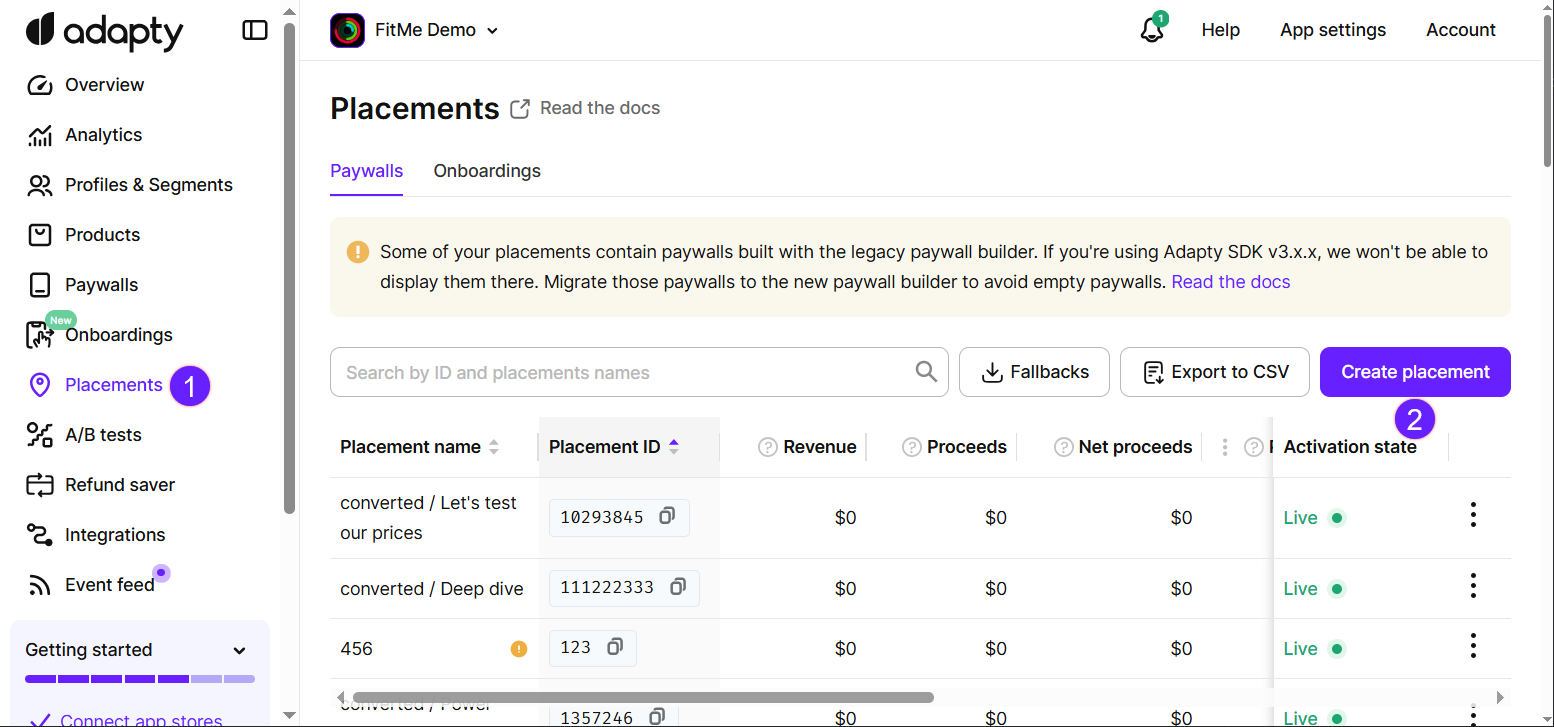 adapty
FitMe Demo
1
Help
App settings
Account
Overview
Analytics
Profiles & Segments
Products
Paywalls
New
Onboardings
Placements
1
A/B tests
Refund saver
Integrations
Event feed
Getting started
Connect app stores
Placements
Read the docs
Paywalls
Onboardings
Some of your placements contain paywalls built with the legacy paywall builder. If you're using Adapty SDK v3.x.x, we won't be able to
display them there. Migrate those paywalls to the new paywall builder to avoid empty paywalls. Read the docs
Search by ID and placements names
Fallbacks
Export to CSV
Create placement
2
Placement name
Placement ID
? Revenue
? Proceeds
? Net proceeds
?
Activation state
converted / Let's test
our prices
10293845
$0
$0
$0
Live
converted / Deep dive
111222333
$0
$0
$0
Live
456
!
123
$0
$0
$0
Live
converted / Power
1357246
$0
$0
$0
Live